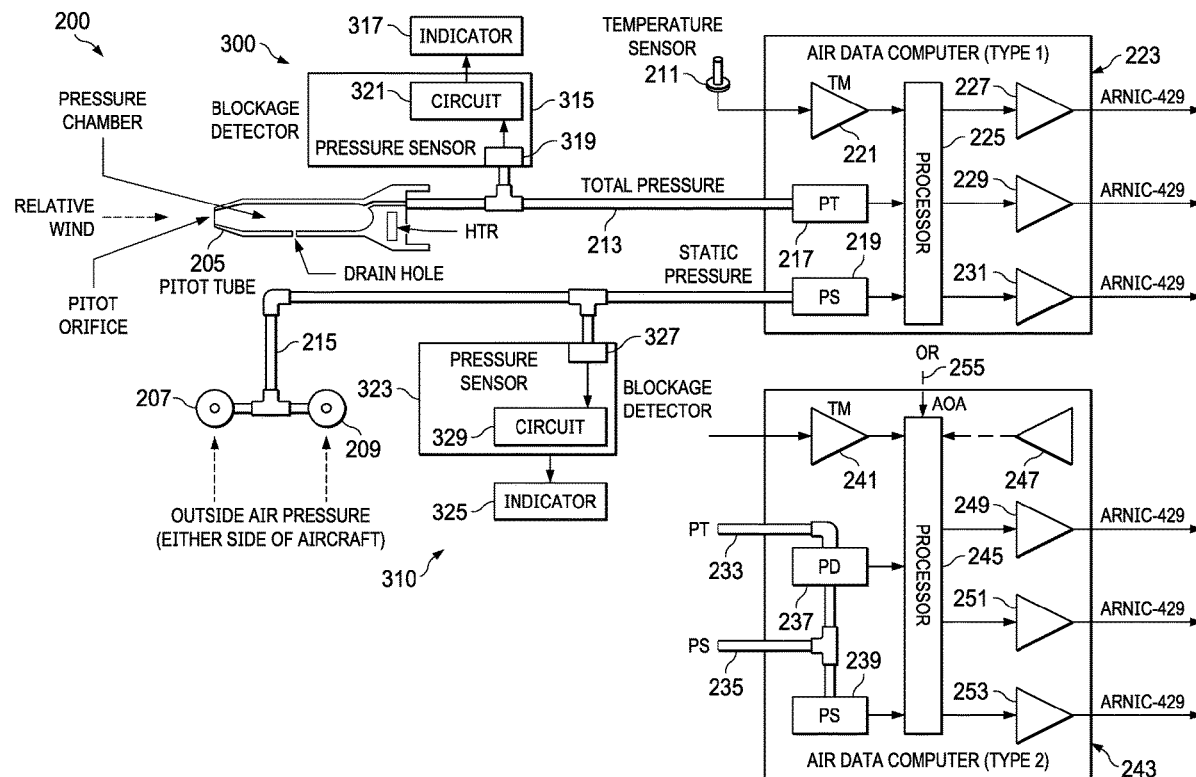 200
300
317
INDICATOR
321
CIRCUIT
315
BLOCKAGE
DETECTOR
PRESSURE SENSOR
319
PRESSURE
CHAMBER
RELATIVE
WIND
205
PITOT TUBE
PITOT
ORIFICE
DRAIN HOLE
HTR
TOTAL PRESSURE
213
STATIC
PRESSURE
215
207
209
OUTSIDE AIR PRESSURE
(EITHER SIDE OF AIRCRAFT)
323
PRESSURE
SENSOR
327
BLOCKAGE
DETECTOR
329
CIRCUIT
325
INDICATOR
310
TEMPERATURE
SENSOR
211
AIR DATA COMPUTER (TYPE 1)
223
TM
221
227
ARNIC-429
225
PROCESSOR
PT
217
229
ARNIC-429
219
PS
231
ARNIC-429
OR
255
AOA
TM
241
247
PT
233
PD
237
PROCESSOR
245
249
ARNIC-429
251
ARNIC-429
PS
235
239
PS
253
ARNIC-429
AIR DATA COMPUTER (TYPE 2)
243